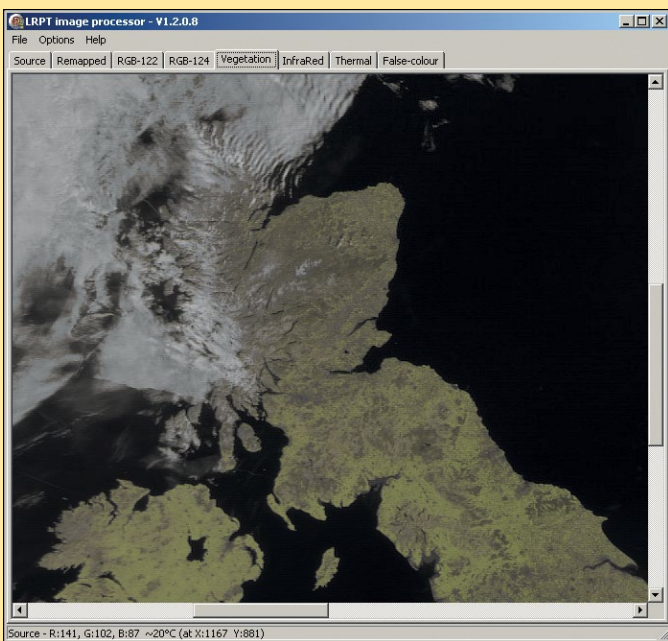 LRPT image processor - V1.2.0.8
File Options Help
Source Remapped RGB-122 RGB-124 Vegetation InfraRed Thermal False-colour
Source - R:141, G:102, B:87 ~20°C (at X:1167 Y:881)